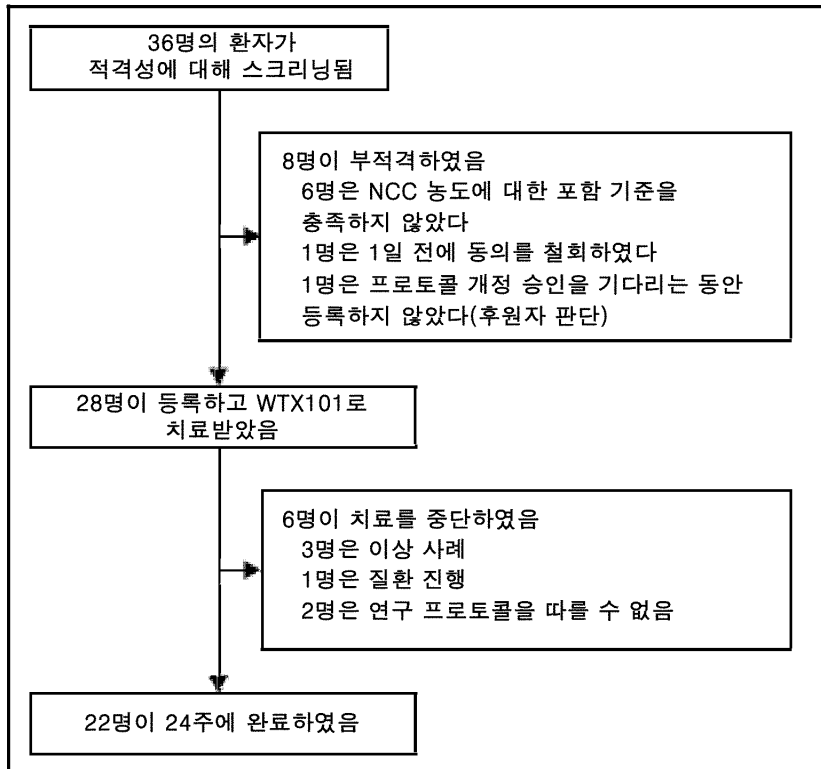 36명의 환자가
적격성에 대해 스크리닝됨
8명이 부적격하였음
6명은 NCC 농도에 대한 포함 기준을
충족하지 않았다
1명은 1일 전에 동의를 철회하였다
1명은 프로토콜 개정 승인을 기다리는 동안
등록하지 않았다(후원자 판단)
28명이 등록하고 WTX101로
치료받았음
6명이 치료를 중단하였음
3명은 이상 사례
1명은 질환 진행
2명은 연구 프로토콜을 따를 수 없음
22명이 24주에 완료하였음